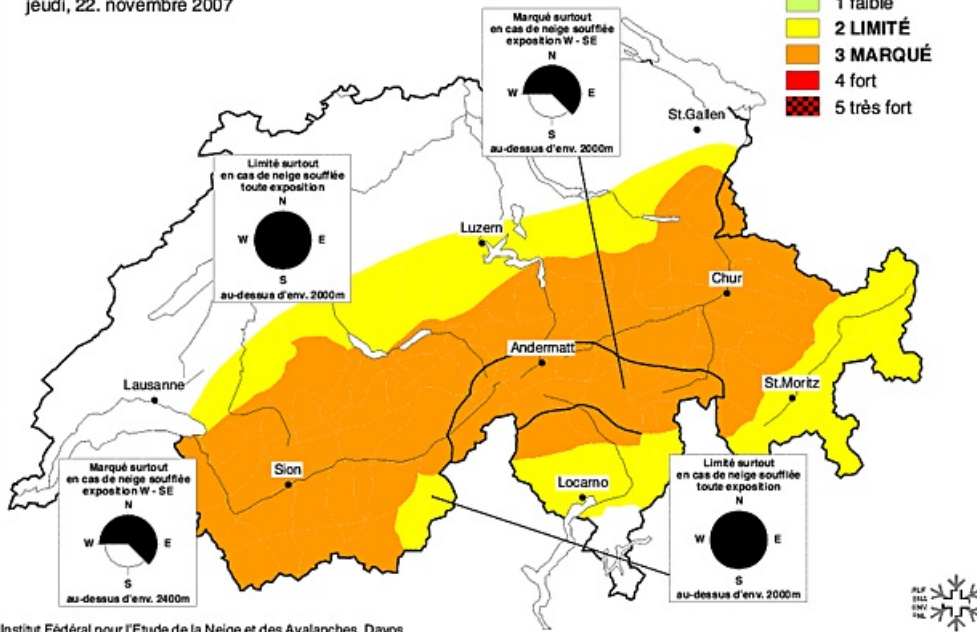 jeudi, 22. novembre 2007
1 faible
2 LIMITÉ
3 MARQUÉ
4 fort
5 très fort
Marqué surtout
en cas de neige soufflée
exposition W - SE
N
W E
S
au-dessus d'env. 2000m
St.Gallen
Limité surtout
en cas de neige soufflée
toute exposition
N
W E
S
au-dessus d'env. 2000m
Luzern
Chur
Andermatt
Lausanne
St.Moritz
Sion
Locarno
Marqué surtout
en cas de neige soufflée
exposition W - SE
N
W E
S
au-dessus d'env. 2400m
Limité surtout
en cas de neige soufflée
toute exposition
N
W E
S
au-dessus d'env. 2000m
Institut Fédéral pour l'Etude de la Neige et des Avalanches, Davos